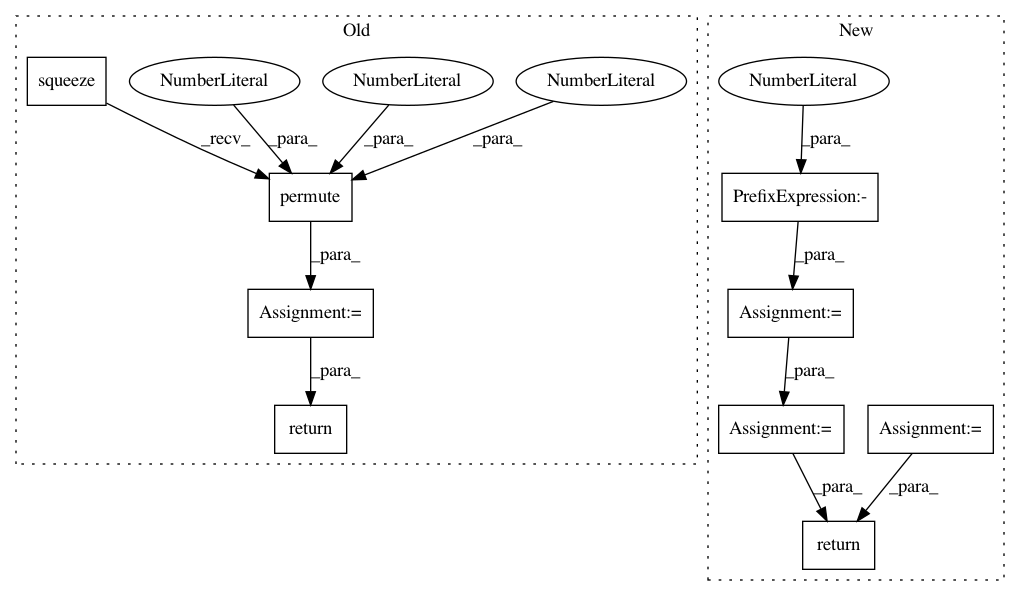 Old
New
squeeze
NumberLiteral
NumberLiteral
NumberLiteral
NumberLiteral
_recv_
_para_
_para_
_para_
_para_
permute
PrefixExpression:-
_para_
_para_
Assignment:=
Assignment:=
_para_
_para_
return
Assignment:=
Assignment:=
_para_
_para_
return